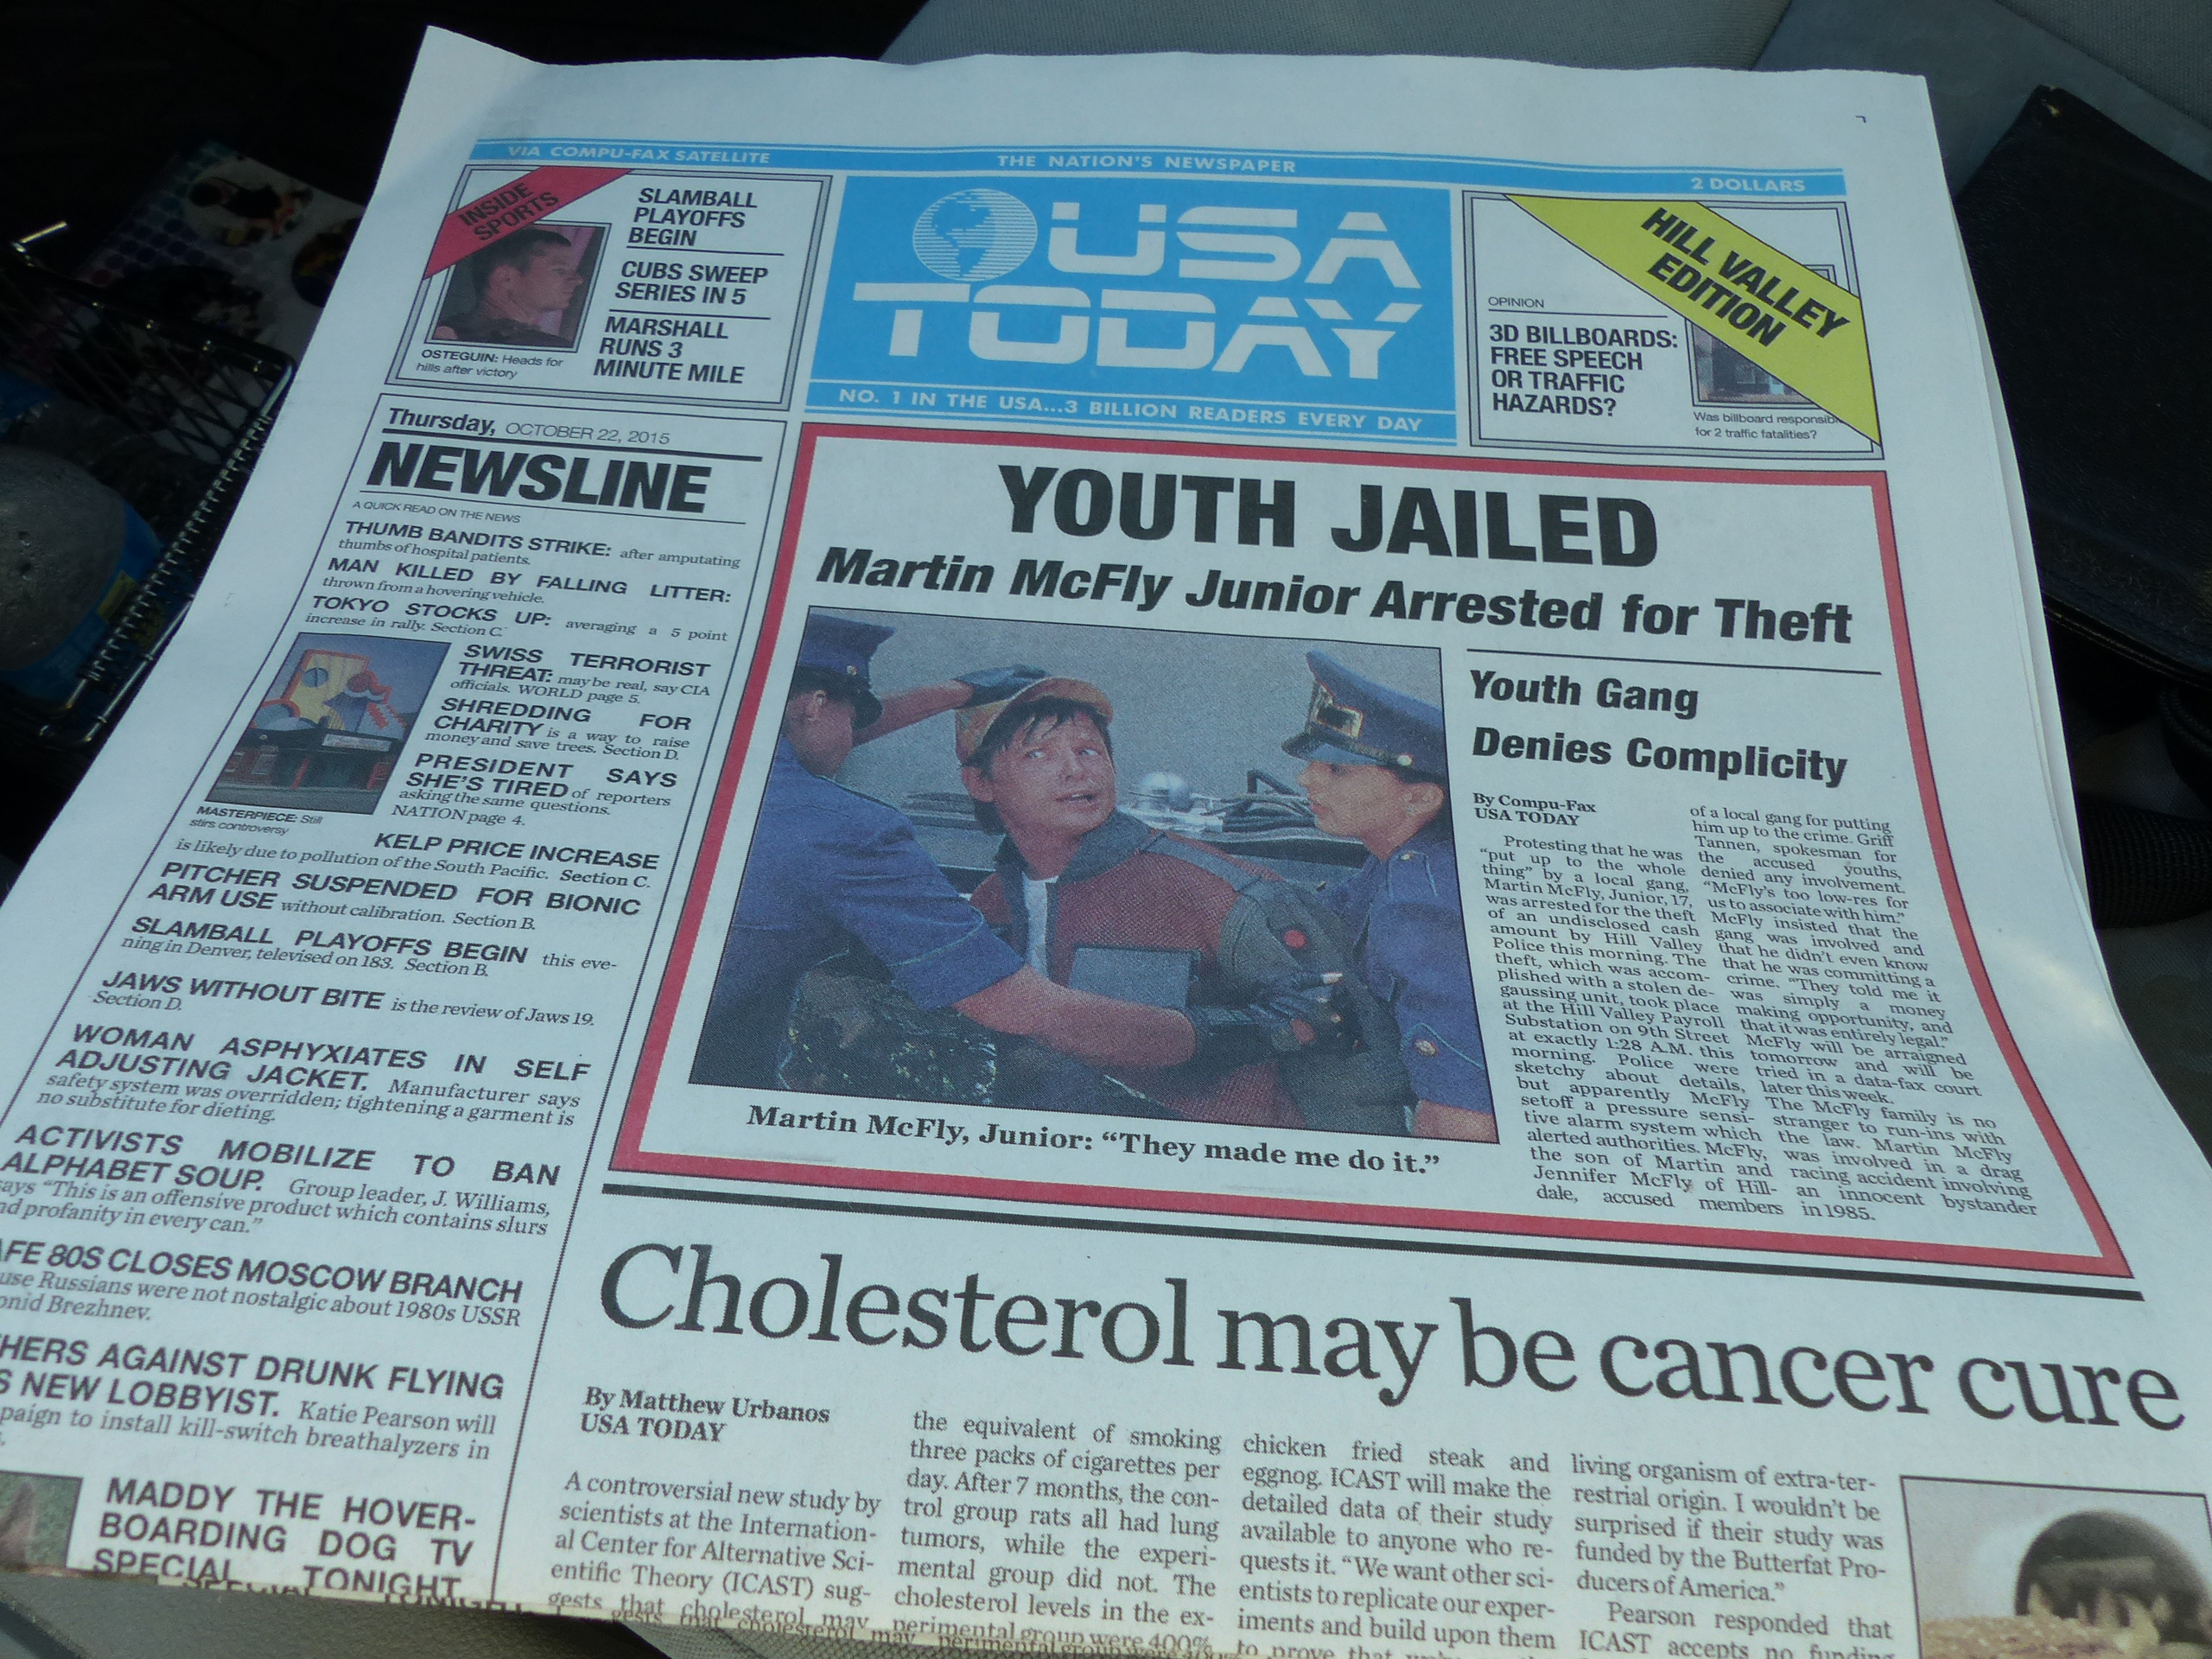 VIA COMPU-FAX SATELLITE
THE NATION'S NEWSPAPER
2 DOLLARS
INSIDE
SPORTS
SLAMBALL
PLAYOFFS
BEGIN
CUBS SWEEP
SERIES IN 5
MARSHALL
RUNS 3
MINUTE MILE
OSTEGUIN: Heads for
hills after victory
USA
TODAY
NO. 1 IN THE USA...3 BILLION READERS EVERY DAY
HILL VALLEY
EDITION
OPINION
3D BILLBOARDS:
FREE SPEECH
OR TRAFFIC
HAZARDS?
Was billboard
for 2 traffic fatalities?
Thursday, OCTOBER 22, 2015
NEWSLINE
A QUICK READ ON THE NEWS
THUMB BANDITS STRIKE: after amputating
thumbs of hospital patients.
MAN KILLED BY FALLING LITTER:
thrown from a hovering vehicle.
TOKYO STOCKS UP: averaging a 5 point
increase in rally. Section C.
SWISS TERRORIST
THREAT: may be real, say CIA
officials. WORLD page 5.
SHREDDING FOR
CHARITY is a way to raise
money and save trees. Section D.
PRESIDENT SAYS
SHE'S TIRED of reporters
asking the same questions.
NATION page 4.
MASTERPIECE: Still
stirs controversy
KELP PRICE INCREASE
is likely due to pollution of the South Pacific. Section C.
PITCHER SUSPENDED FOR BIONIC
ARM USE without calibration. Section B.
SLAMBALL PLAYOFFS BEGIN this eve-
ning in Denver, televised on 183. Section B.
JAWS WITHOUT BITE is the review of Jaws 19.
Section D.
WOMAN ASPHYXIATES IN SELF
ADJUSTING JACKET. Manufacturer says
safety system was overridden; tightening a garment is
no substitute for dieting.
ACTIVISTS MOBILIZE TO BAN
ALPHABET SOUP. Group leader, J. Williams,
says "This is an offensive product which contains slurs
nd profanity in every can."
AFE 80S CLOSES MOSCOW BRANCH
use Russians were not nostalgic about 1980s USSR
onid Brezhnev.
HERS AGAINST DRUNK FLYING
S NEW LOBBYIST. Katie Pearson will
paign to install kill-switch breathalyzers in
MADDY THE HOVER-
BOARDING DOG TV
SPECIAL TONIGHT
YOUTH JAILED
Martin McFly Junior Arrested for Theft
Youth Gang
Denies Complicity
By Compu-Fax
USA TODAY
Protesting that he was
"put up to the whole
thing" by a local gang,
Martin McFly, Junior, 17,
was arrested for the theft
of an undisclosed cash
amount by Hill Valley
Police this morning. The
theft, which was accom-
plished with a stolen de-
gaussing unit, took place
at the Hill Valley Payroll
Substation on 9th Street
at exactly 1:28 A.M. this
morning. Police were
sketchy about details,
but apparently McFly
setoff a pressure sensi-
tive alarm system which
alerted authorities. McFly,
the son of Martin and
Jennifer McFly of Hill-
dale, accused members
of a local gang for putting
him up to the crime. Griff
Tannen, spokesman for
the accused youths,
denied any involvement.
"McFly's too low-res for
us to associate with him."
McFly insisted that the
gang was involved and
that he didn't even know
that he was committing a
crime. "They told me it
was simply a money
making opportunity, and
that it was entirely legal."
McFly will be arraigned
tomorrow and will be
tried in a data-fax court
later this week.
The McFly family is no
stranger to run-ins with
the law. Martin McFly
was involved in a drag
racing accident involving
an innocent bystander
in 1985.
Martin McFly, Junior: "They made me do it."
Cholesterol may be cancer cure
By Matthew Urbanos
USA TODAY
A controversial new study by
scientists at the Internation-
al Center for Alternative Sci-
entific Theory (ICAST) sug-
gests that cholesterol may
the equivalent of smoking
three packs of cigarettes per
day. After 7 months, the con-
trol group rats all had lung
tumors, while the experi-
mental group did not. The
cholesterol levels in the ex-
perimental group were 400%
chicken fried steak and
eggnog. ICAST will make the
detailed data of their study
available to anyone who re-
quests it. "We want other sci-
entists to replicate our exper-
iments and build upon them
to prove that
living organism of extra-ter-
restrial origin. I wouldn't be
surprised if their study was
funded by the Butterfat Pro-
ducers of America."
Pearson responded that
ICAST accepts no funding